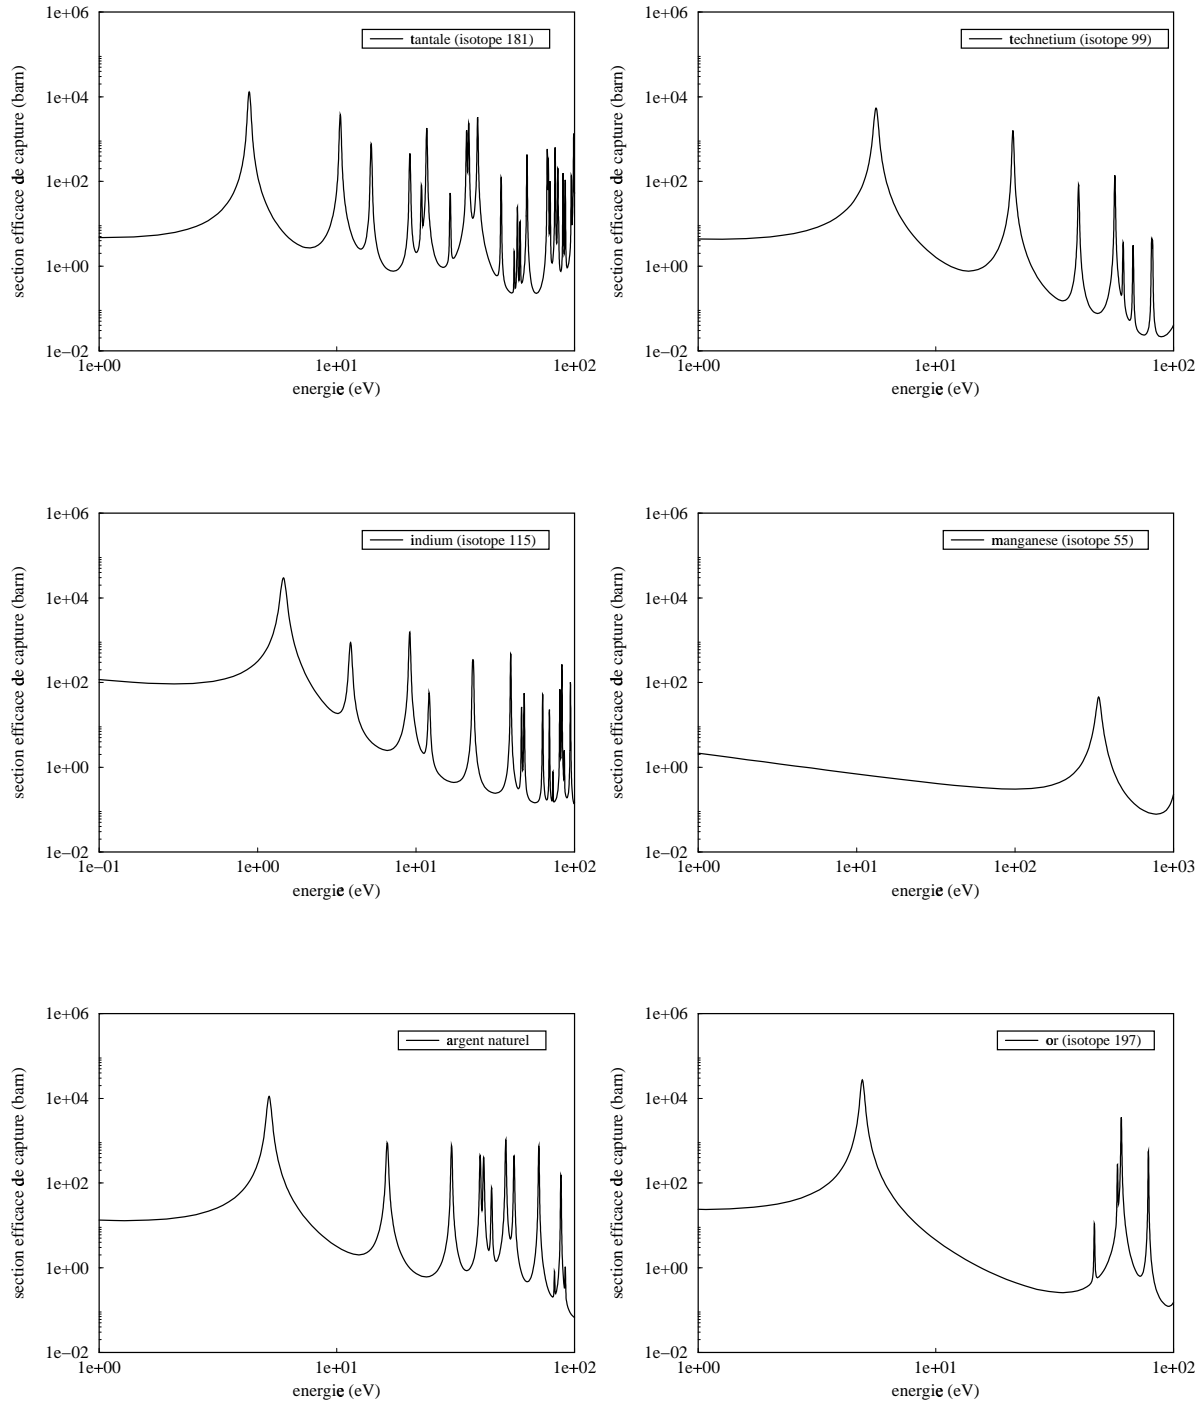 1e+06
tantale (isotope 181)
1e+04
1e+02
1e+00
1e−02
section efficace de capture (barn)
1e+00 1e+01 1e+02
energie (eV)
1e+06
technetium (isotope 99)
1e+04
1e+02
1e+00
1e−02
section efficace de capture (barn)
1e+00 1e+01 1e+02
energie (eV)
1e+06
indium (isotope 115)
1e+04
1e+02
1e+00
1e−02
section efficace de capture (barn)
1e−01 1e+00 1e+01 1e+02
energie (eV)
1e+06
manganese (isotope 55)
1e+04
1e+02
1e+00
1e−02
section efficace de capture (barn)
1e+00 1e+01 1e+02 1e+03
energie (eV)
1e+06
argent naturel
1e+04
1e+02
1e+00
1e−02
section efficace de capture (barn)
1e+00 1e+01 1e+02
energie (eV)
1e+06
or (isotope 197)
1e+04
1e+02
1e+00
1e−02
section efficace de capture (barn)
1e+00 1e+01 1e+02
energie (eV)